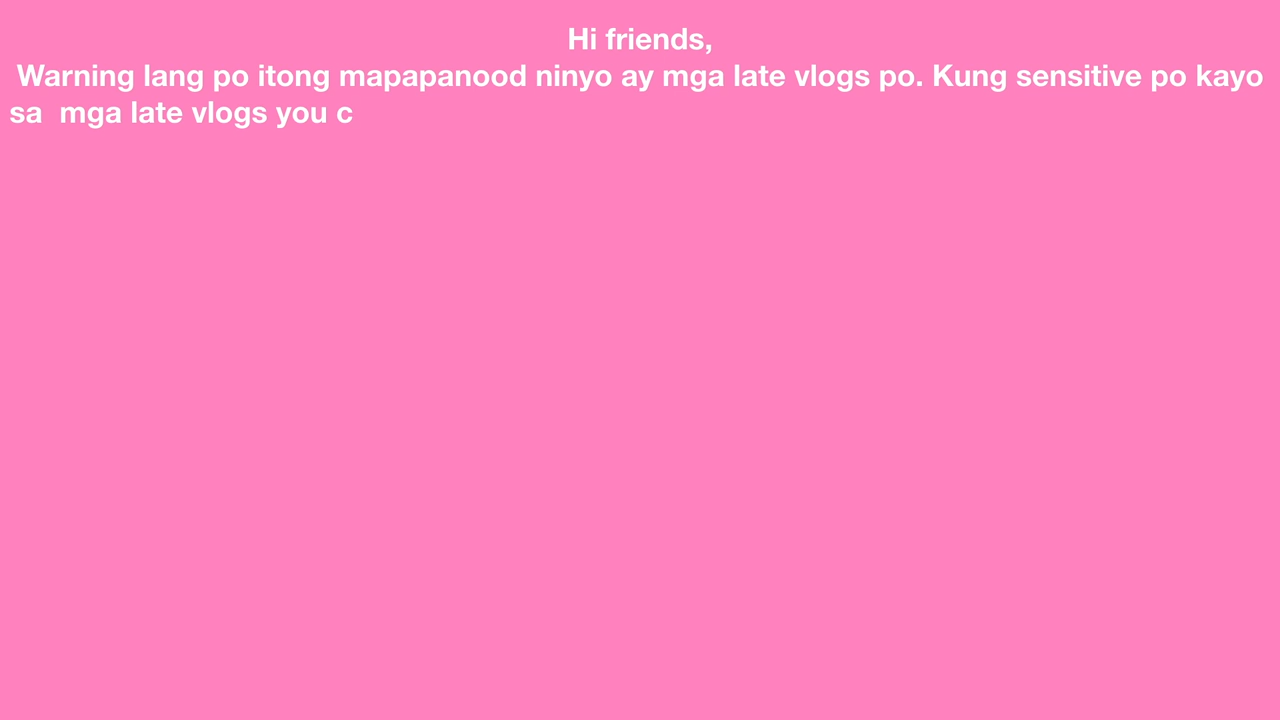 Hi friends,
Warning lang po itong mapapanood ninyo ay mga late vlogs po. Kung sensitive po kayo
sa  mga late vlogs you c